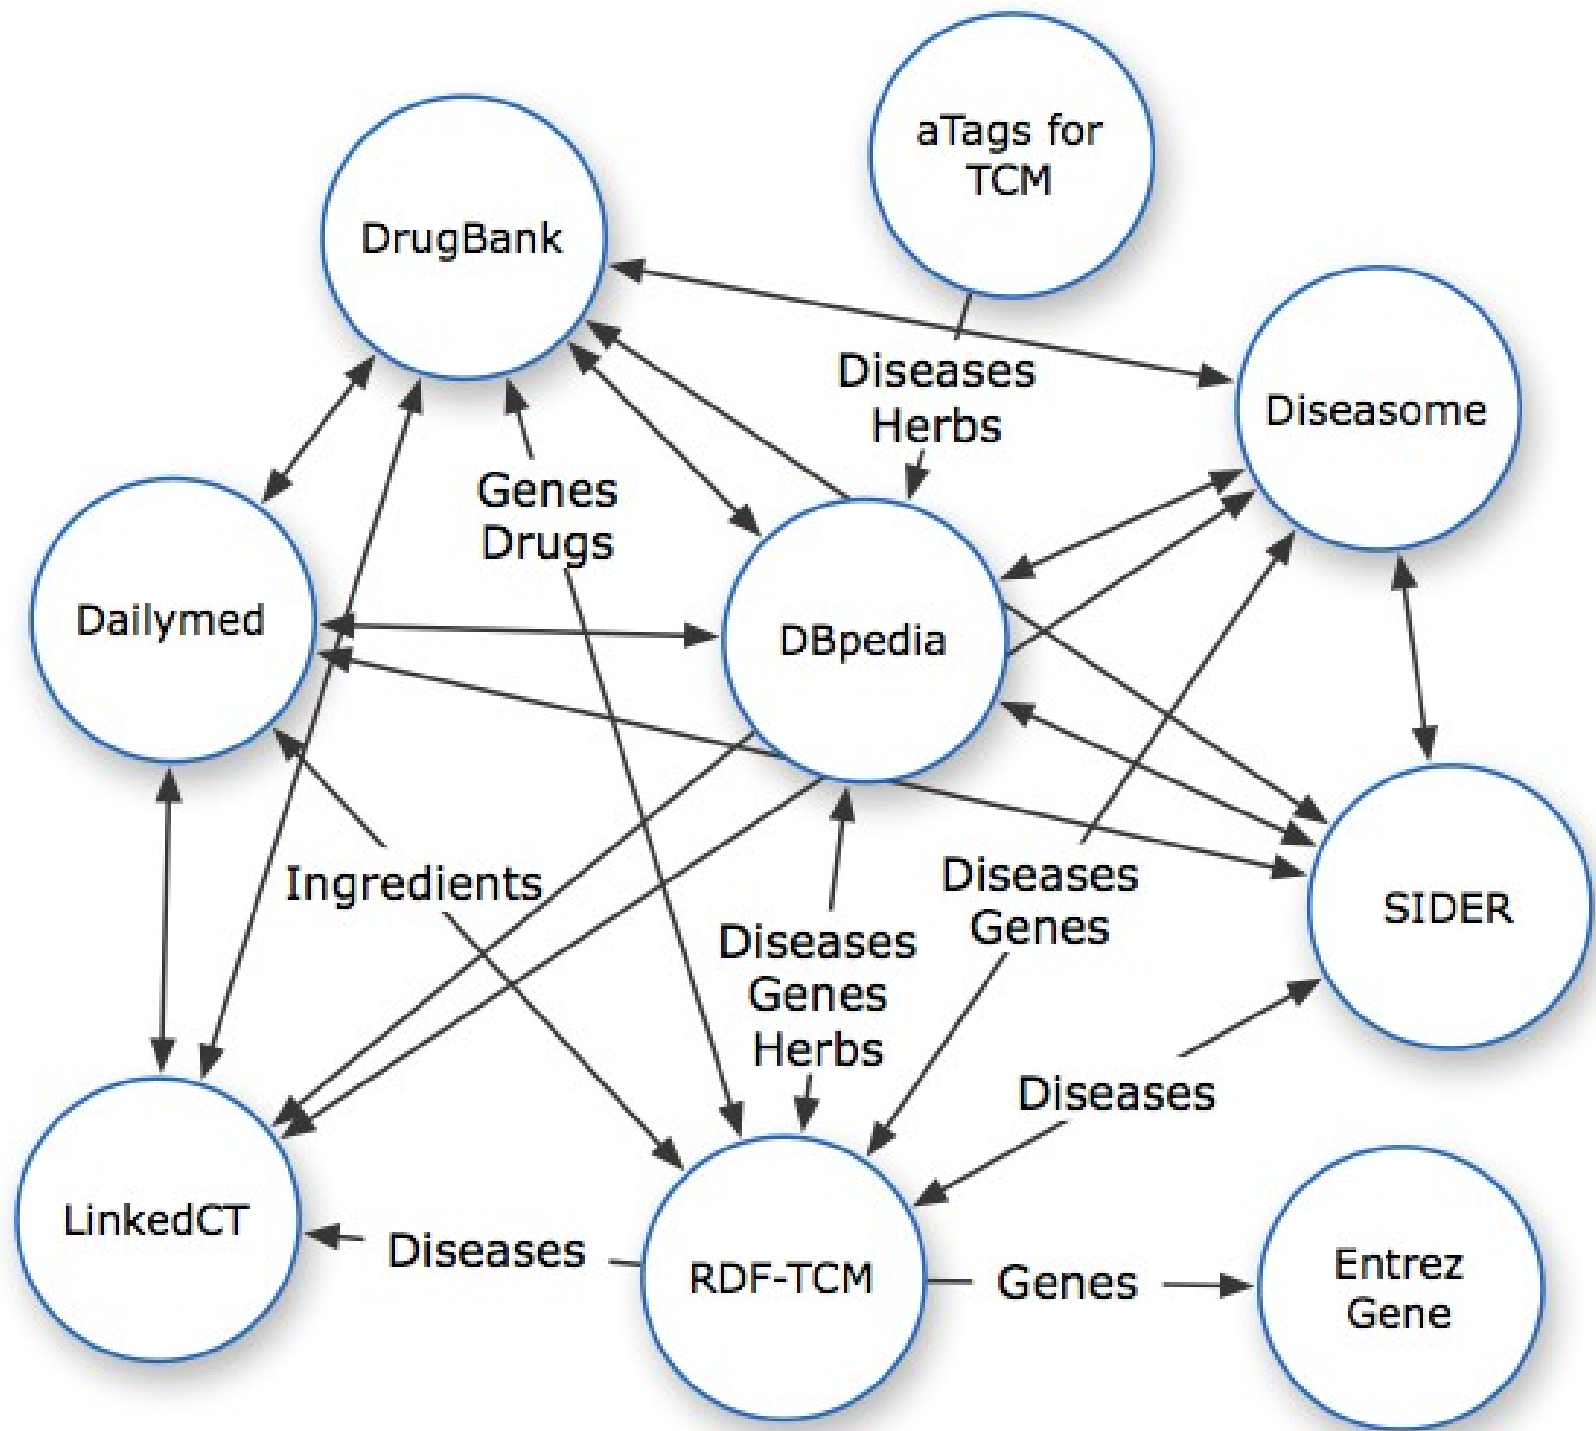 aTags for
TCM
DrugBank
Diseases
Herbs
Diseasome
Genes
Drugs
Dailymed
DBpedia
Ingredients
Diseases
Genes
SIDER
Diseases
Genes
Herbs
Diseases
LinkedCT
Diseases
RDF-TCM
Genes
Entrez
Gene